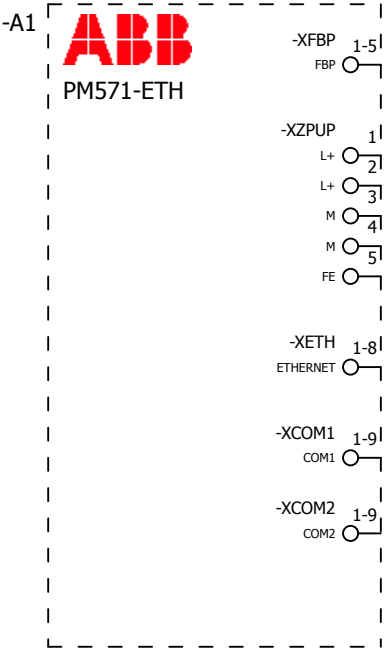 -A1
ABB
PM571-ETH
-XFBP 1-5
FBP
-XZPUP 1
L+
2
L+
3
M
4
M
5
FE
-XETH 1-8
ETHERNET
-XCOM1 1-9
COM1
-XCOM2 1-9
COM2